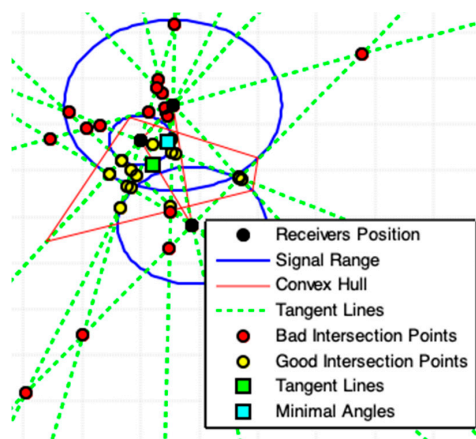 Receivers Position
Signal Range
Convex Hull
Tangent Lines
Bad Intersection Points
Good Intersection Points
Tangent Lines
Minimal Angles